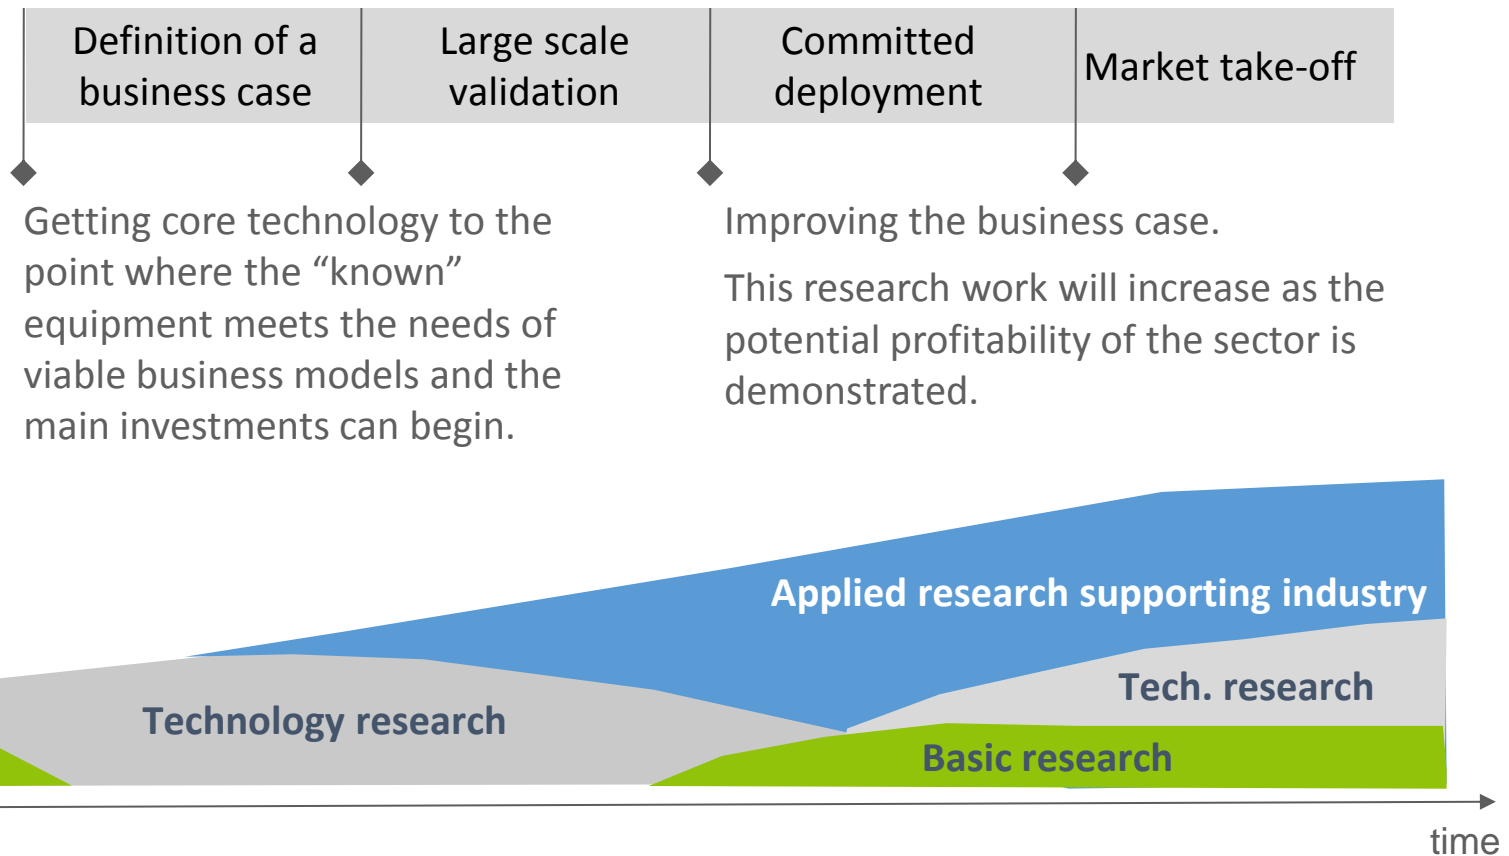 Definition of a
business case
Large scale
validation
Committed
deployment
Market take-off
Getting core technology to the
point where the “known”
equipment meets the needs of
viable business models and the
main investments can begin.
Improving the business case.
This research work will increase as the
potential profitability of the sector is
demonstrated.
Applied research supporting industry
Tech. research
Technology research
Basic research
time